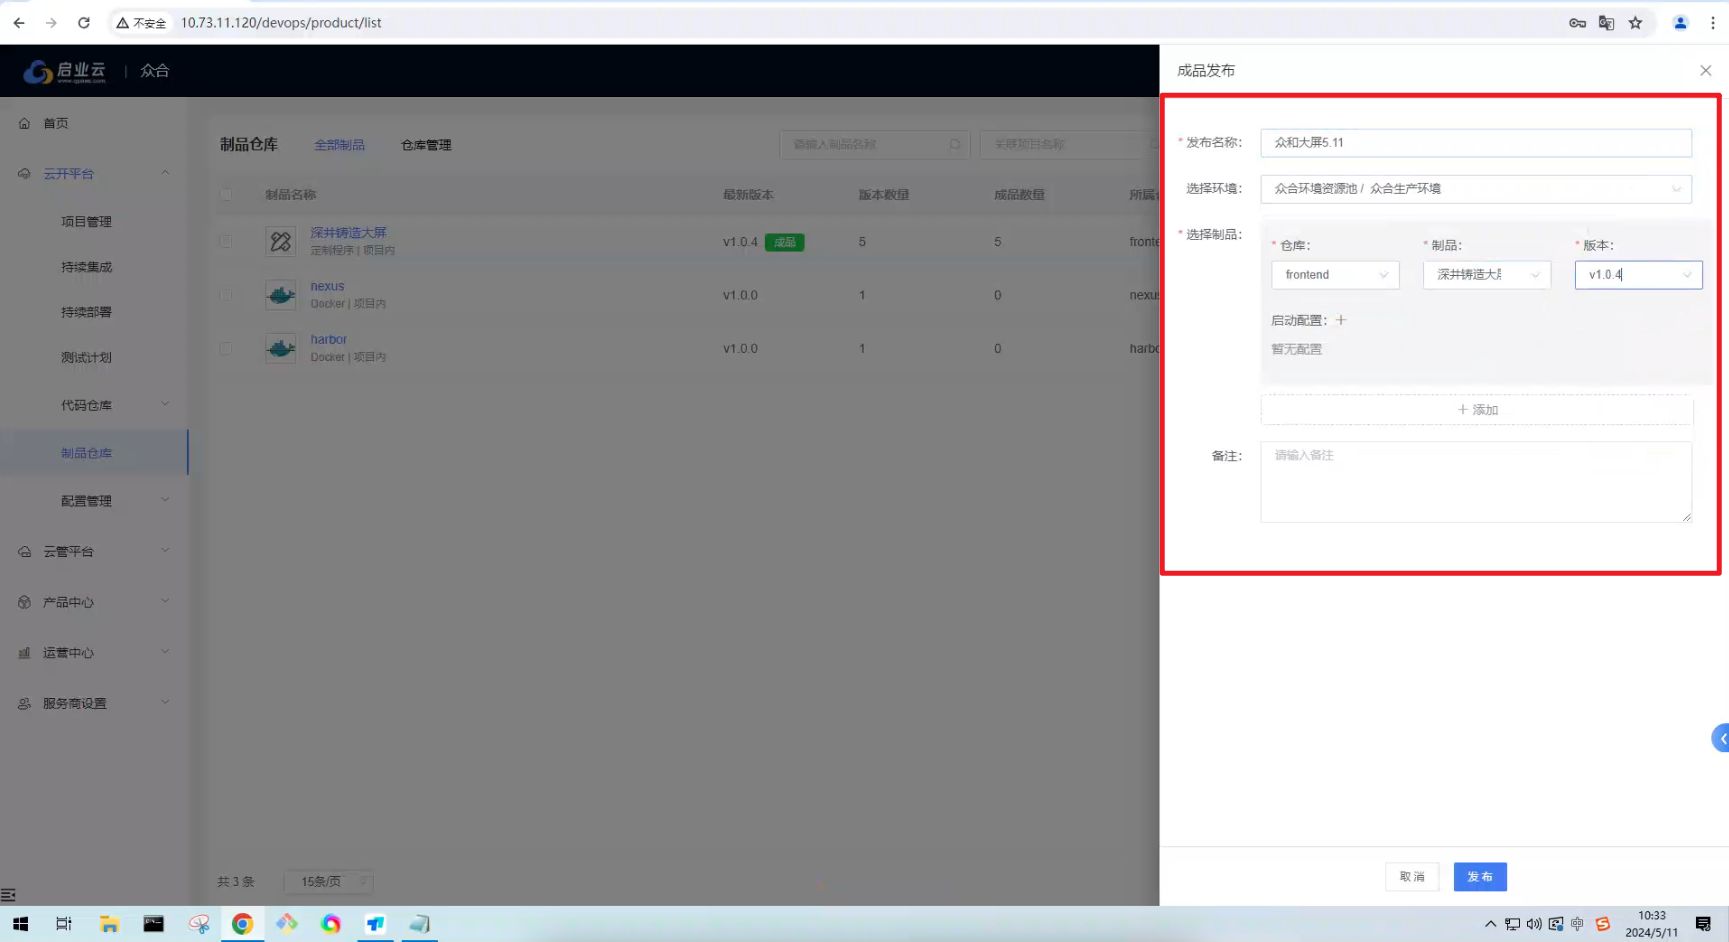 不安全
10.73.11.120/devops/product/list
启业云
众合
成品发布
首页
云开平台
项目管理
持续集成
持续部署
测试计划
代码仓库
制品仓库
配置管理
云管平台
产品中心
运营中心
服务商设置
制品仓库
全部制品
仓库管理
请输入制品名称
关联项目名称
制品名称
最新版本
版本数量
成品数量
所属
深井铸造大屏
定制程序 | 项目内
v1.0.4
成品
5
5
fronte
nexus
Docker | 项目内
v1.0.0
1
0
nexus
harbor
Docker | 项目内
v1.0.0
1
0
harbo
共 3 条
15条/页
* 发布名称:
众和大屏5.11
选择环境:
众合环境资源池 / 众合生产环境
* 选择制品:
* 仓库:
* 制品:
* 版本:
frontend
深井铸造大屏
v1.0.4
启动配置: +
暂无配置
+ 添加
备注:
请输入备注
取消
发布
中
10:33
2024/5/11